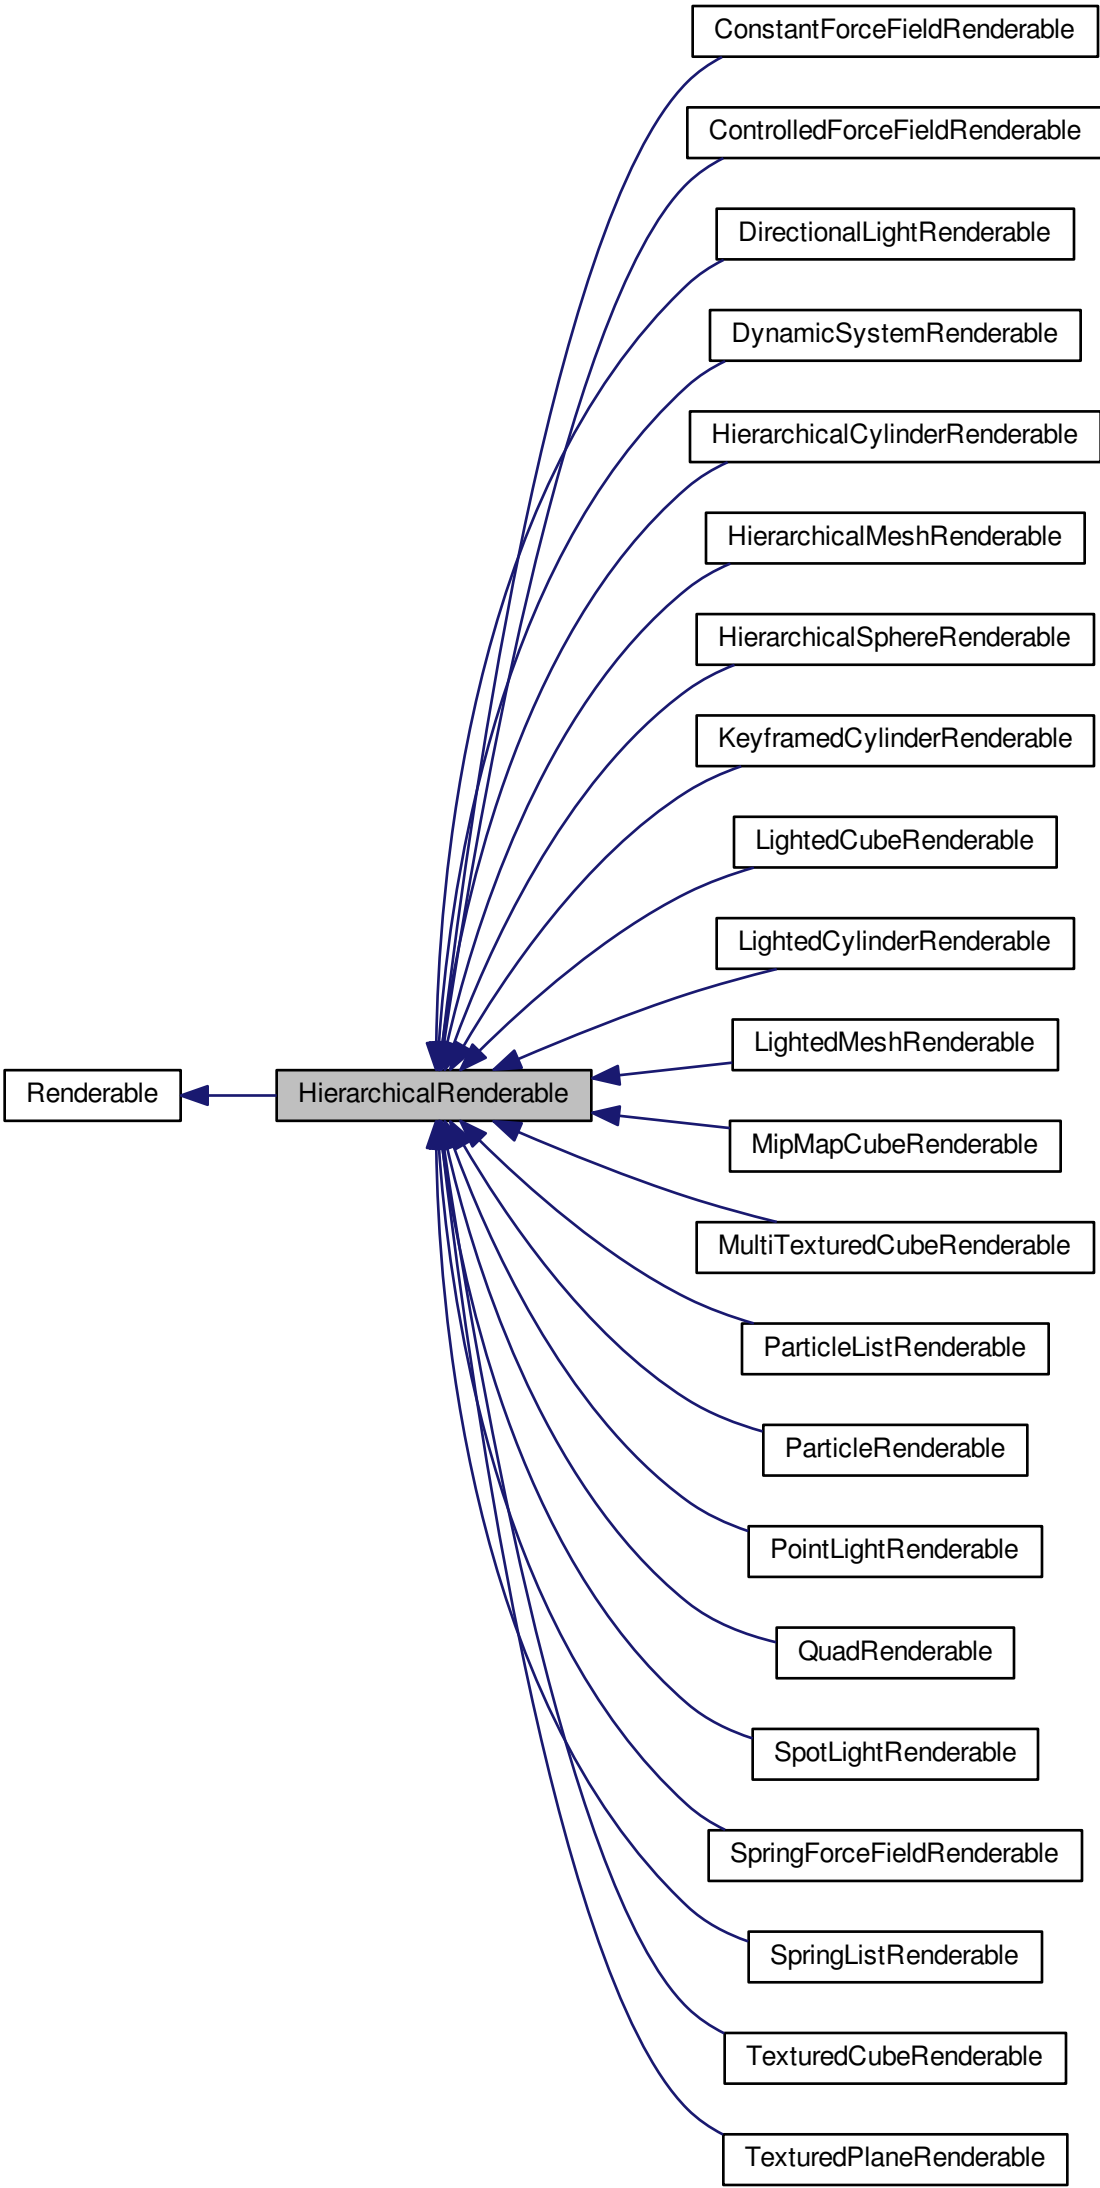 ConstantForceFieldRenderable
ControlledForceFieldRenderable
DirectionalLightRenderable
DynamicSystemRenderable
HierarchicalCylinderRenderable
HierarchicalMeshRenderable
HierarchicalSphereRenderable
KeyframedCylinderRenderable
LightedCubeRenderable
LightedCylinderRenderable
LightedMeshRenderable
Renderable
HierarchicalRenderable
MipMapCubeRenderable
MultiTexturedCubeRenderable
ParticleListRenderable
ParticleRenderable
PointLightRenderable
QuadRenderable
SpotLightRenderable
SpringForceFieldRenderable
SpringListRenderable
TexturedCubeRenderable
TexturedPlaneRenderable